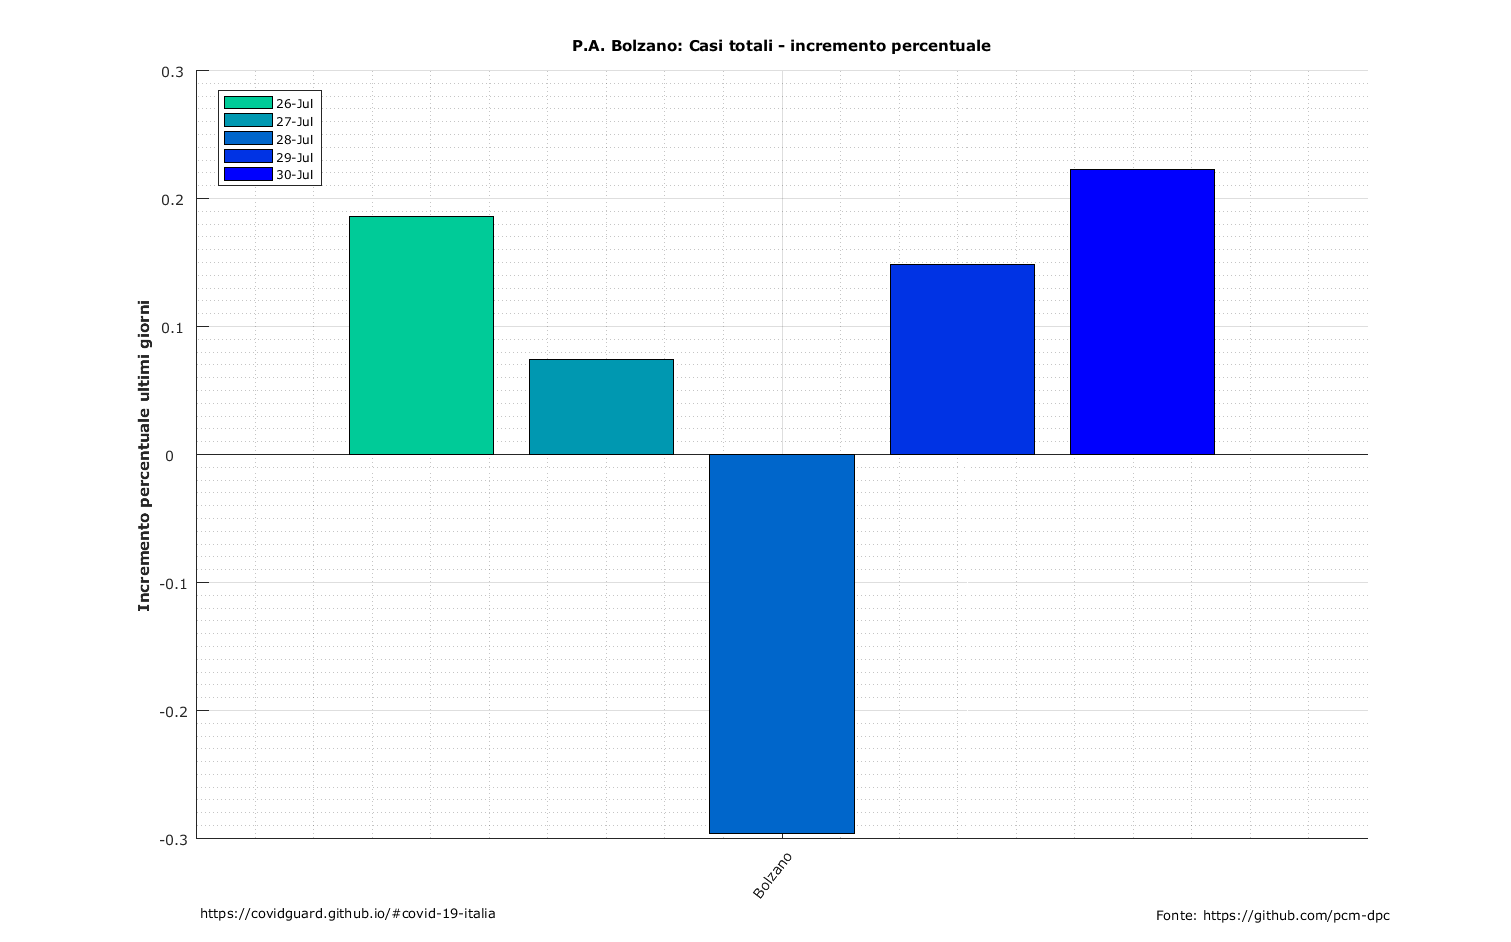 P.A. Bolzano: Casi totali - incremento percentuale
0.3
0.2
0.1
0
-0.1
-0.2
-0.3
Incremento percentuale ultimi giorni
26-Jul
27-Jul
28-Jul
29-Jul
30-Jul
Bolzano
https://covidguard.github.io/#covid-19-italia
Fonte: https://github.com/pcm-dpc